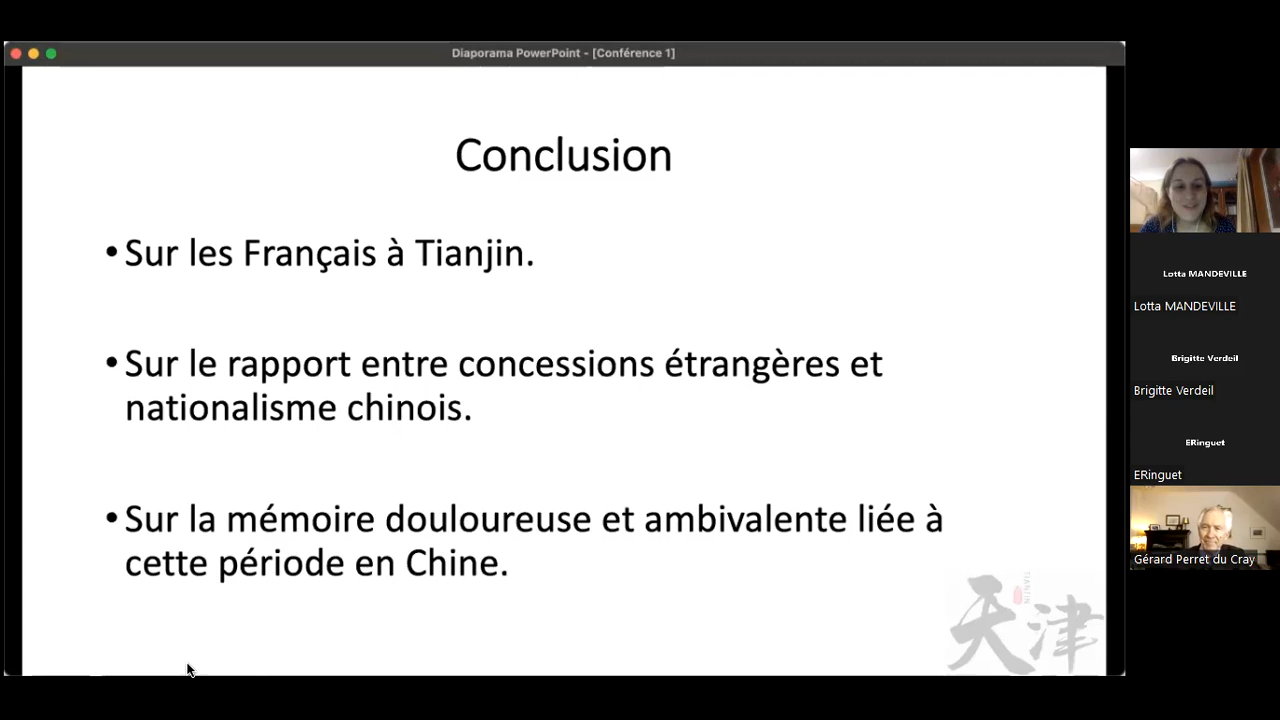 Diaporama PowerPoint - [Conférence 1]
Conclusion
• Sur les Français à Tianjin.
• Sur le rapport entre concessions étrangères et
nationalisme chinois.
• Sur la mémoire douloureuse et ambivalente liée à
cette période en Chine.
TIANJIN
天津
Lotta MANDEVILLE
Lotta MANDEVILLE
Brigitte Verdeil
Brigitte Verdeil
ERinguet
ERinguet
Gérard Perret du Cray